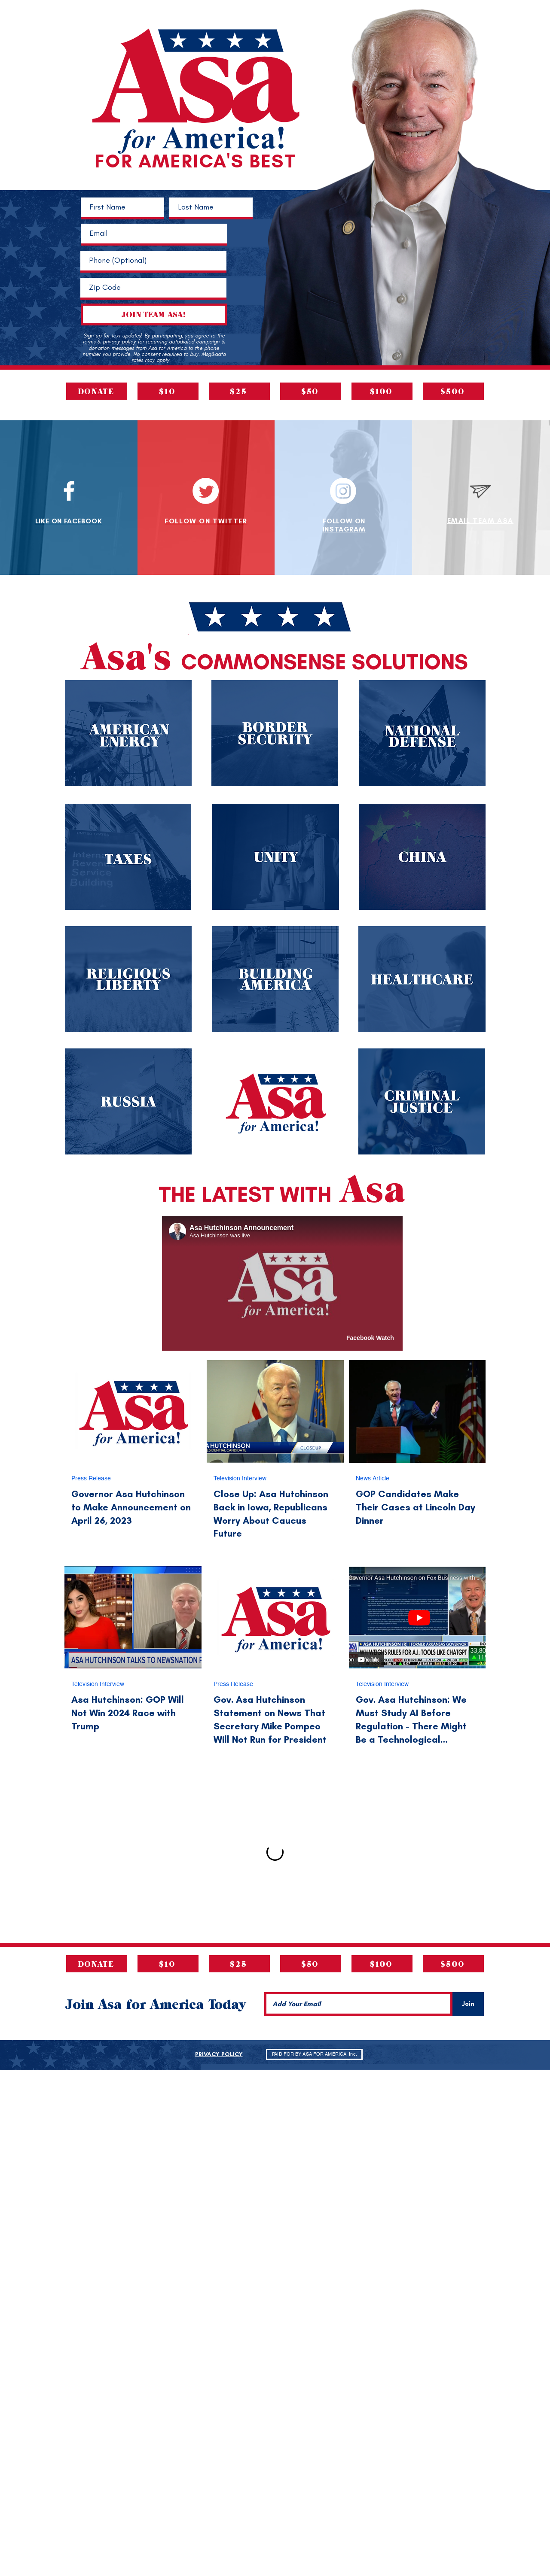 Asa
for America!
FOR AMERICA'S BEST
First Name
Last Name
Email
Phone (Optional)
Zip Code
JOIN TEAM ASA!
Sign up for text updates! By participating, you agree to the
terms & privacy policy for recurring autodialed campaign &
donation messages from Asa for America to the phone
number you provide. No consent required to buy. Msg&data
rates may apply.
DONATE
$10
$25
$50
$100
$500
LIKE ON FACEBOOK
FOLLOW ON TWITTER
FOLLOW ON
INSTAGRAM
EMAIL TEAM ASA
Asa's COMMONSENSE SOLUTIONS
AMERICAN
ENERGY
BORDER
SECURITY
NATIONAL
DEFENSE
Internal
Revenue
Service
Building
TAXES
UNITY
CHINA
RELIGIOUS
LIBERTY
BUILDING
AMERICA
HEALTHCARE
RUSSIA
Asa
for America!
CRIMINAL
JUSTICE
THE LATEST WITH Asa
Asa Hutchinson Announcement
Asa Hutchinson was live
Asa
for America!
Facebook Watch
Asa
for America!
Press Release
Governor Asa Hutchinson
to Make Announcement on
April 26, 2023
A HUTCHINSON
CLOSE UP
Television Interview
Close Up: Asa Hutchinson
Back in Iowa, Republicans
Worry About Caucus
Future
News Article
GOP Candidates Make
Their Cases at Lincoln Day
Dinner
ASA HUTCHINSON TALKS TO NEWSNATION
Television Interview
Asa Hutchinson: GOP Will
Not Win 2024 Race with
Trump
Asa
for America!
Press Release
Gov. Asa Hutchinson
Statement on News That
Secretary Mike Pompeo
Will Not Run for President
Governor Asa Hutchinson on Fox Business with
ASA HUTCHINSON
RULES FOR A.I. TOOLS LIKE CHATGPT
YouTube
Television Interview
Gov. Asa Hutchinson: We
Must Study AI Before
Regulation - There Might
Be a Technological...
DONATE
$10
$25
$50
$100
$500
Join Asa for America Today
Add Your Email
Join
PRIVACY POLICY
PAID FOR BY ASA FOR AMERICA, Inc.